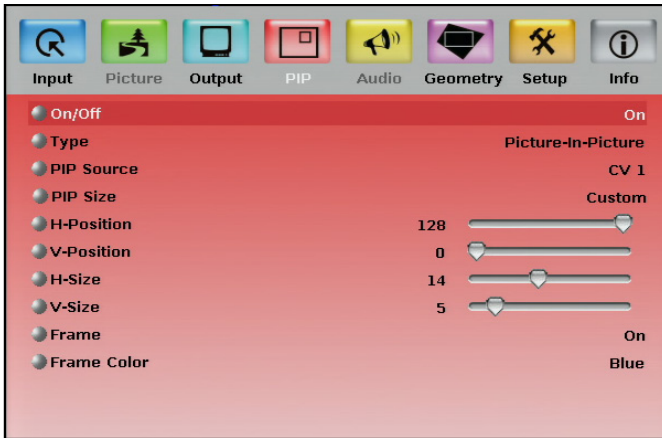 Input Picture Output PIP Audio Geometry Setup Info
On/Off On
Type Picture-In-Picture
PIP Source CV 1
PIP Size Custom
H-Position 128
V-Position 0
H-Size 14
V-Size 5
Frame On
Frame Color Blue